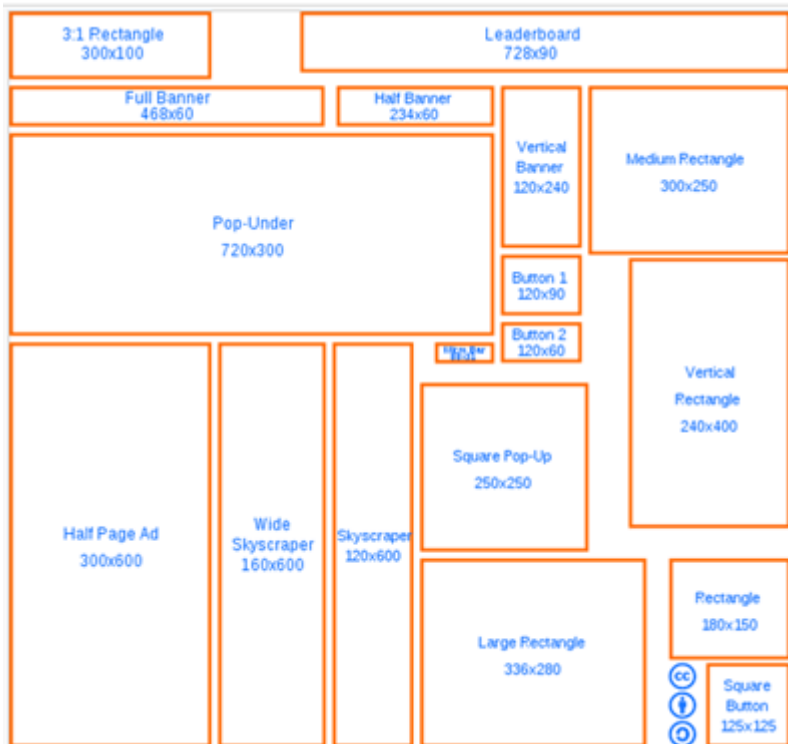 3:1 Rectangle
300x100
Leaderboard
728x90
Full Banner
468x60
Half Banner
234x60
Vertical
Banner
120x240
Medium Rectangle
300x250
Pop-Under
720x300
Button 1
120x90
Button 2
120x60
Vertical
Rectangle
240x400
Square Pop-Up
250x250
Half Page Ad
300x600
Wide
Skyscraper
160x600
Skyscraper
120x600
Large Rectangle
336x280
Rectangle
180x150
cc
Square
Button
125x125